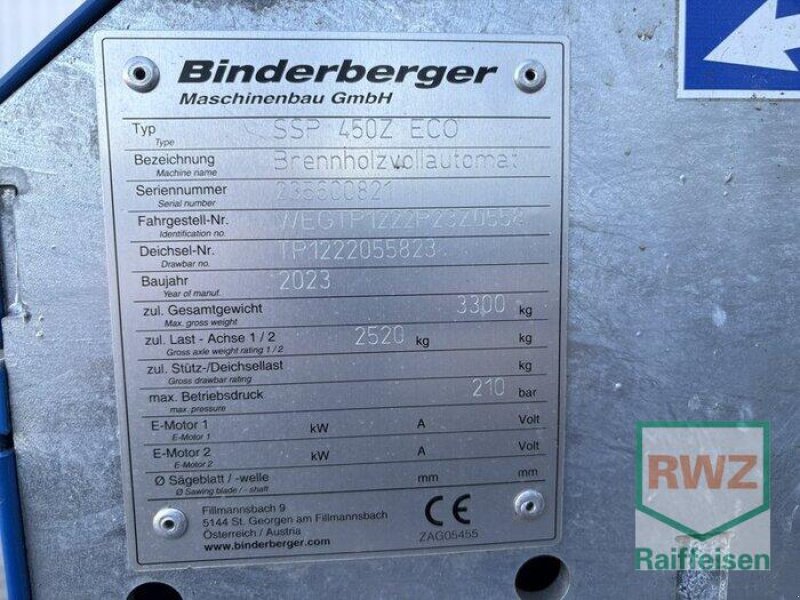 Binderberger
Maschinenbau GmbH
Typ SSP 450Z ECO
Type
Bezeichnung Brennholzvollautomat
Machine name
Seriennummer 236600821
Serial number
Fahrgestell-Nr.
Identification no.
Deichsel-Nr. TP1222055823
Drawbar no.
Baujahr 2023
Year of manuf.
zul. Gesamtgewicht 3300 kg
Max. gross weight
zul. Last - Achse 1 / 2 2520 kg kg
Gross axle weight rating 1 / 2
zul. Stütz-/Deichsellast kg
Gross drawbar rating
max. Betriebsdruck 210 bar
max. pressure
E-Motor 1 kW A Volt
E-Motor 1
E-Motor 2 kW A Volt
E-Motor 2
Ø Sägeblatt / -welle mm mm
Ø Sawing blade / - shaft
Fillmannsbach 9
5144 St. Georgen am Fillmannsbach
Österreich / Austria
www.binderberger.com
CE
ZAG05455
RWZ
Raiffeisen